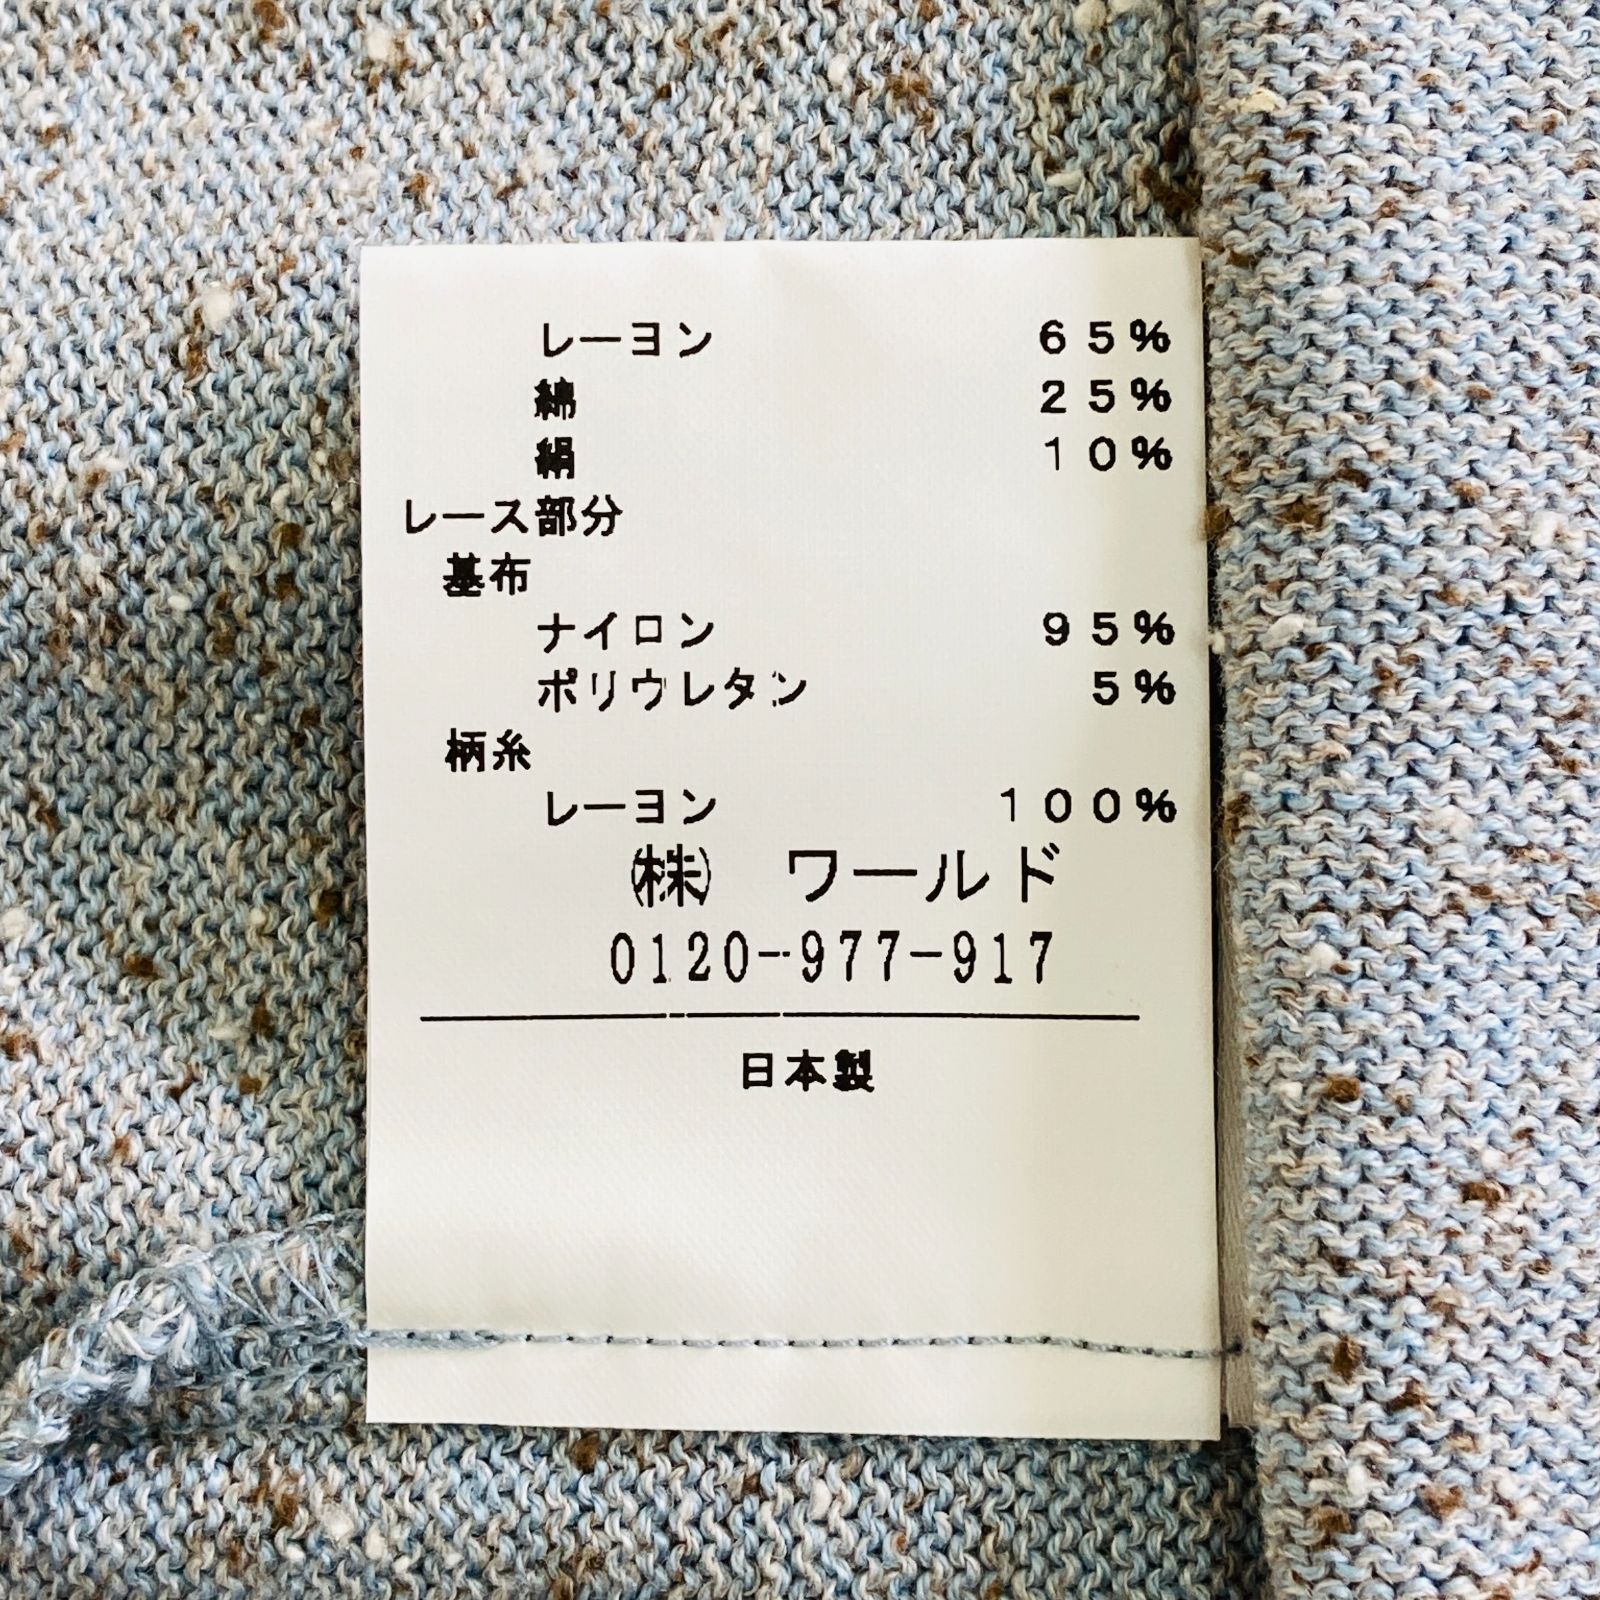 レーヨン 65%
綿 25%
絹 10%
レース部分
基布
ナイロン 95%
ポリウレタン 5%
柄糸
レーヨン 100%
㈱ ワールド
0120-977-917
日本製